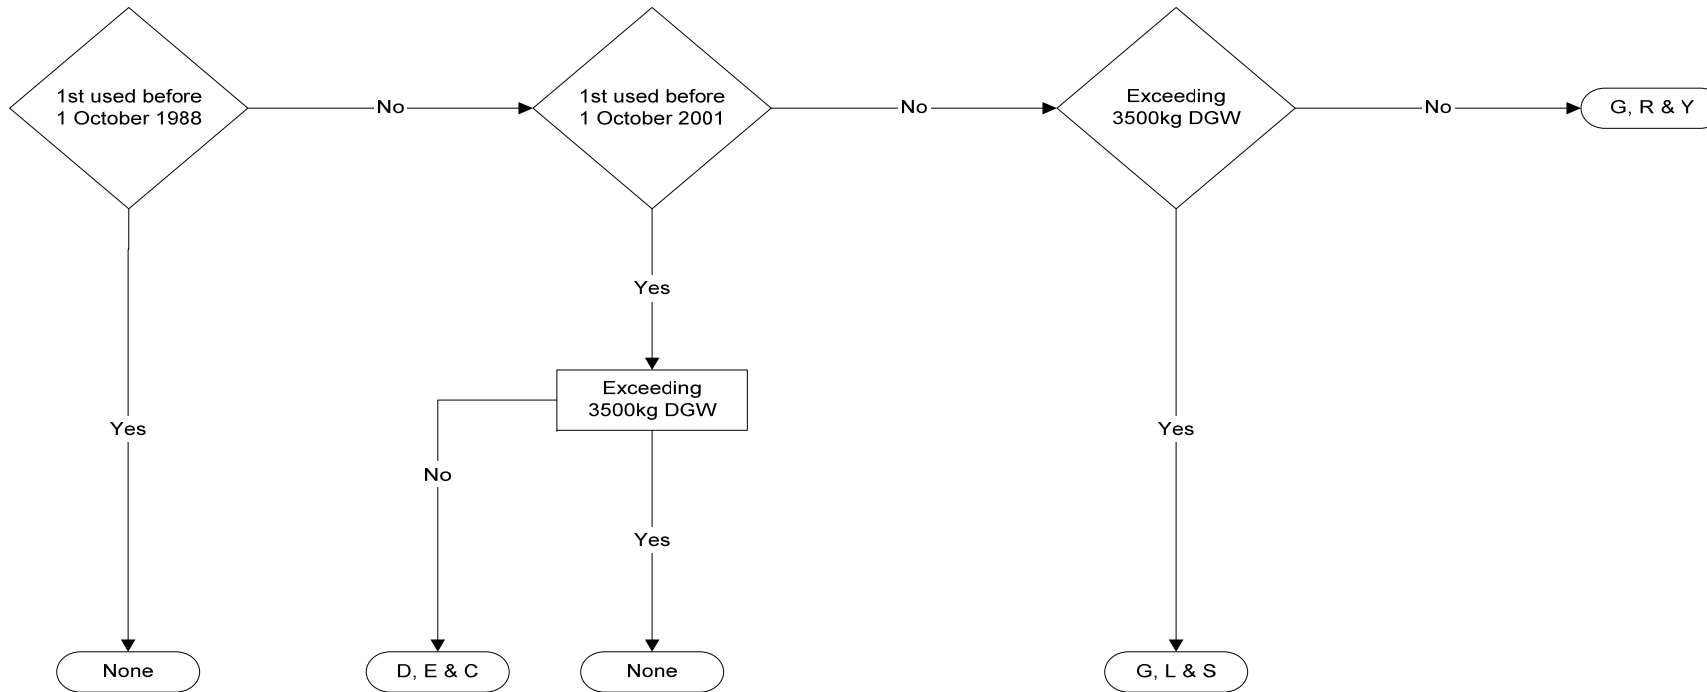 1st used before
1 October 1988
No
1st used before
1 October 2001
No
Exceeding
3500kg DGW
No
G, R & Y
Yes
Exceeding
3500kg DGW
Yes
Yes
No
Yes
None
D, E & C
None
G, L & S